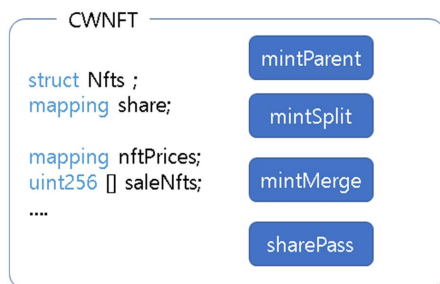 CWNFT
struct Nfts ;
mapping share;
mapping nftPrices;
uint256 [] saleNfts;
....
mintParent
mintSplit
mintMerge
sharePass